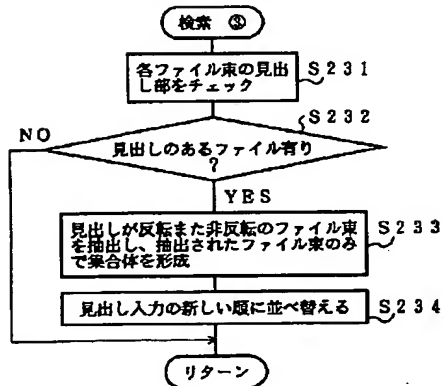 検索 ③
各ファイル束の見出
し部をチェック
S231
S232
NO
見出しのあるファイル有り
?
YES
見出しが反転また非反転のファイル束
を抽出し、抽出されたファイル束のみ
で集合体を形成
S233
見出し入力の新しい順に並べ替える
S234
リターン